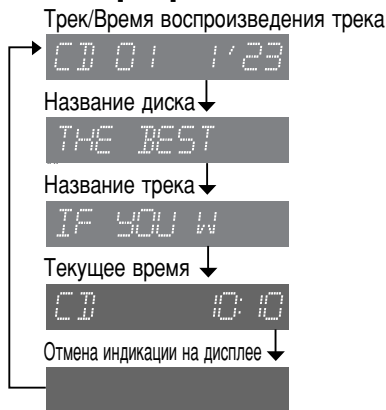 Трек/Время воспроизведения трека
CD 01 1'23
Название диска
THE BEST
Название трека
IF YOU W
Текущее время
CD 10:10
Отмена индикации на дисплее